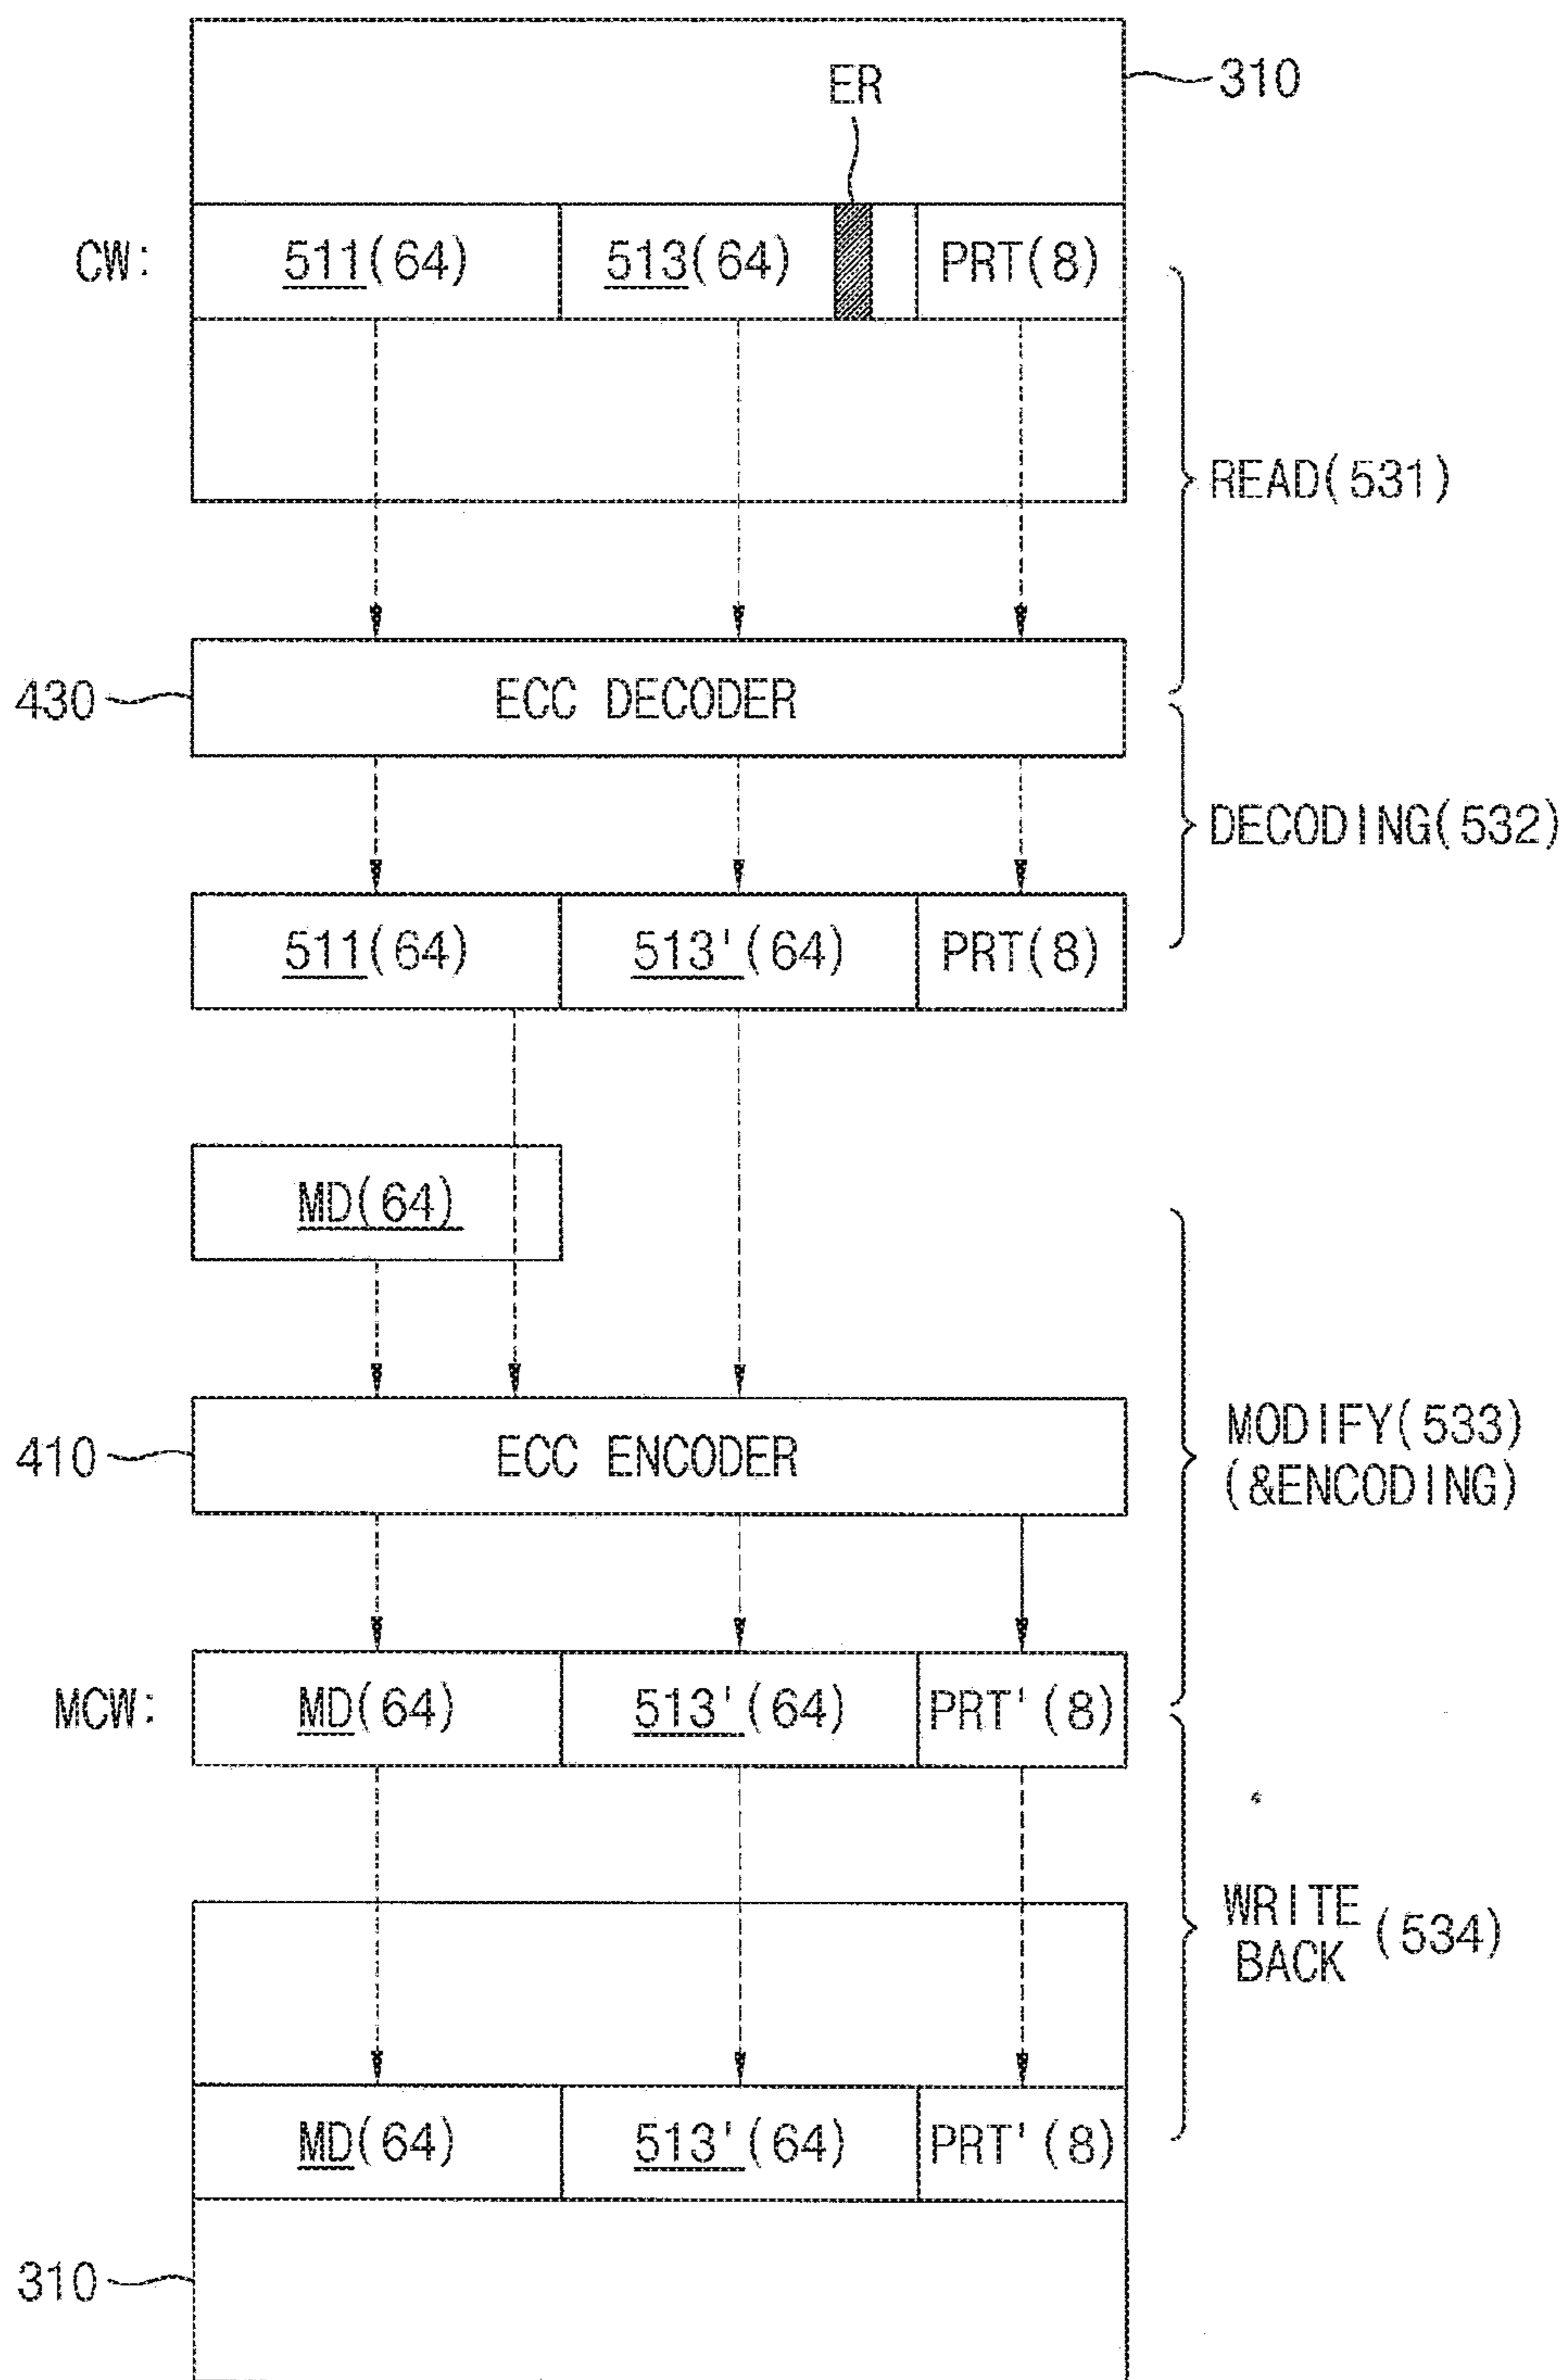 ER
310
CW: 511(64) 513(64) PRT(8)
READ(531)
430 ECC DECODER
DECODING(532)
511(64) 513'(64) PRT(8)
MD(64)
410 ECC ENCODER
MODIFY(533)
(&ENCODING)
MCW: MD(64) 513'(64) PRT'(8)
WRITE
BACK (534)
MD(64) 513'(64) PRT'(8)
310